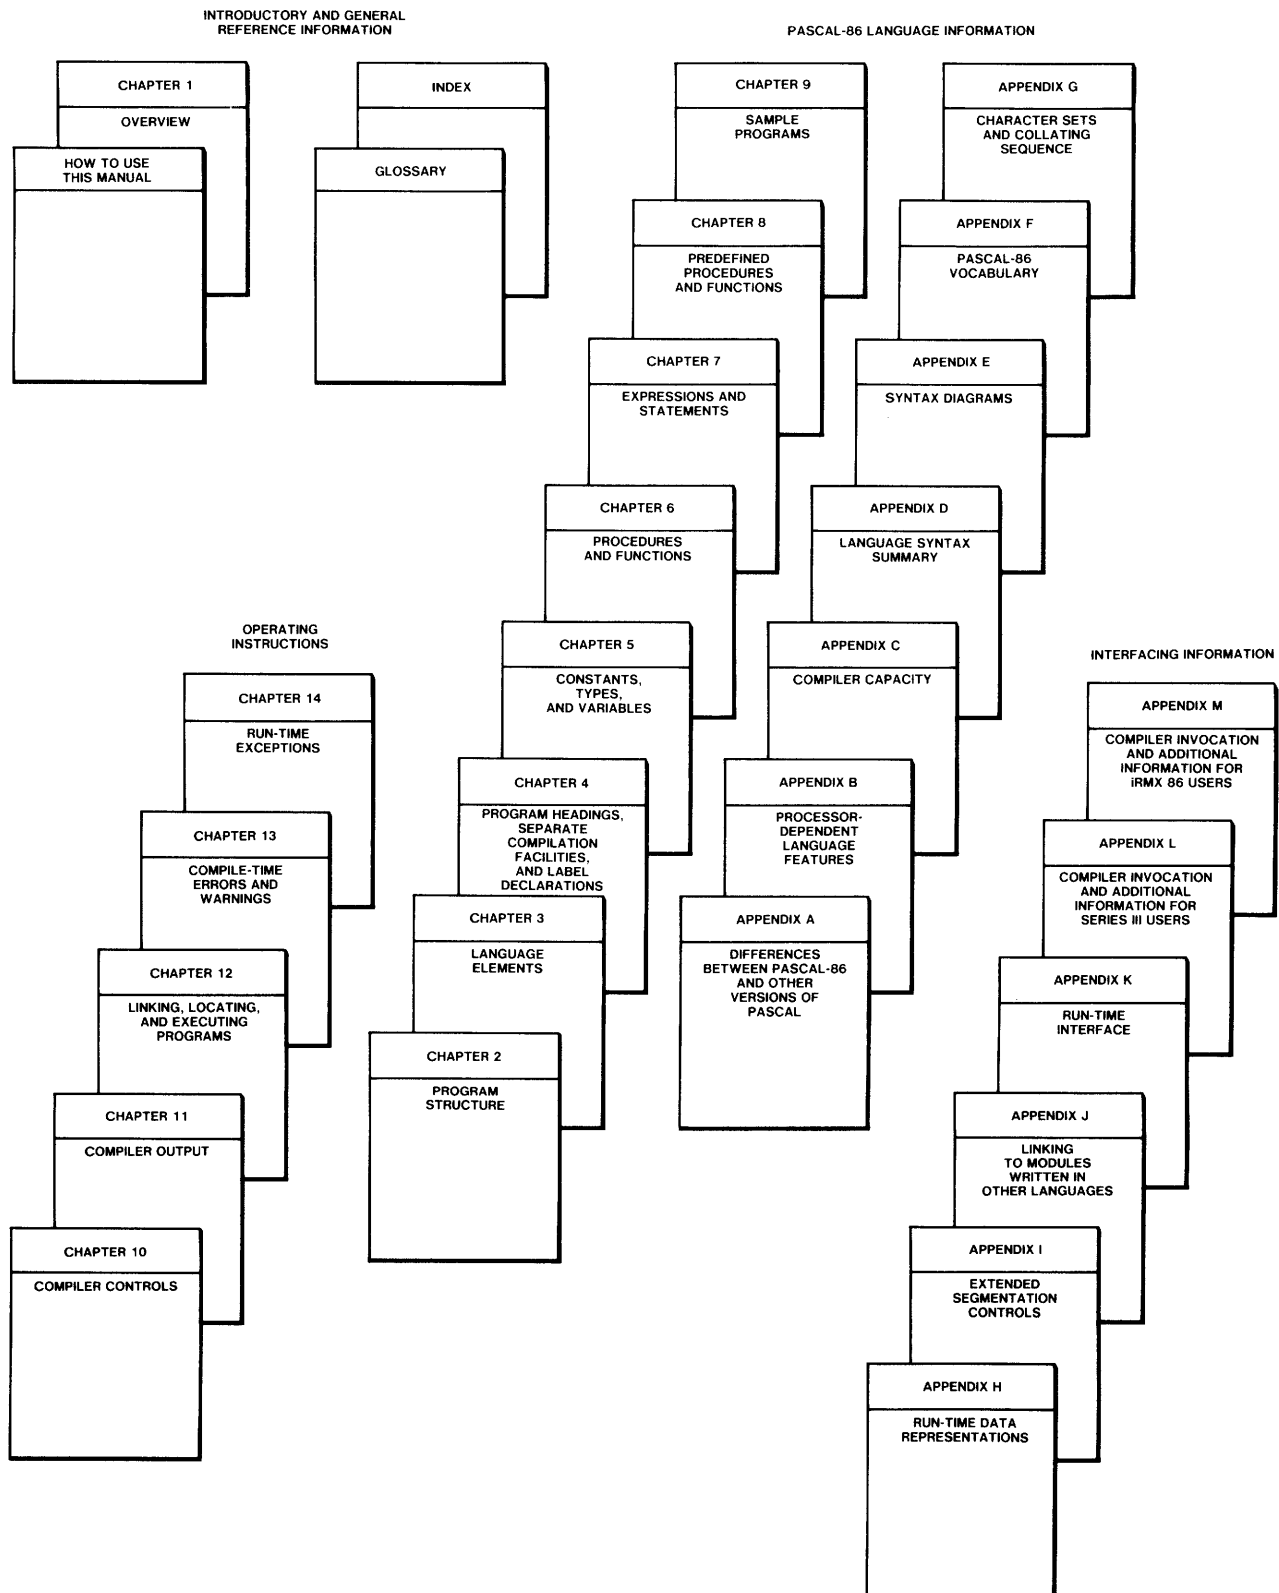 INTRODUCTORY AND GENERAL
REFERENCE INFORMATION
CHAPTER 1
OVERVIEW
HOW TO USE
THIS MANUAL
INDEX
GLOSSARY
PASCAL-86 LANGUAGE INFORMATION
CHAPTER 9
SAMPLE
PROGRAMS
CHAPTER 8
PREDEFINED
PROCEDURES
AND FUNCTIONS
CHAPTER 7
EXPRESSIONS AND
STATEMENTS
CHAPTER 6
PROCEDURES
AND FUNCTIONS
CHAPTER 5
CONSTANTS,
TYPES,
AND VARIABLES
CHAPTER 4
PROGRAM HEADINGS,
SEPARATE
COMPILATION
FACILITIES,
AND LABEL
DECLARATIONS
CHAPTER 3
LANGUAGE
ELEMENTS
CHAPTER 2
PROGRAM
STRUCTURE
APPENDIX G
CHARACTER SETS
AND COLLATING
SEQUENCE
APPENDIX F
PASCAL-86
VOCABULARY
APPENDIX E
SYNTAX DIAGRAMS
APPENDIX D
LANGUAGE SYNTAX
SUMMARY
APPENDIX C
COMPILER CAPACITY
APPENDIX B
PROCESSOR-
DEPENDENT
LANGUAGE
FEATURES
APPENDIX A
DIFFERENCES
BETWEEN PASCAL-86
AND OTHER
VERSIONS OF
PASCAL
OPERATING
INSTRUCTIONS
CHAPTER 14
RUN-TIME
EXCEPTIONS
CHAPTER 13
COMPILE-TIME
ERRORS AND
WARNINGS
CHAPTER 12
LINKING, LOCATING,
AND EXECUTING
PROGRAMS
CHAPTER 11
COMPILER OUTPUT
CHAPTER 10
COMPILER CONTROLS
INTERFACING INFORMATION
APPENDIX M
COMPILER INVOCATION
AND ADDITIONAL
INFORMATION FOR
iRMX 86 USERS
APPENDIX L
COMPILER INVOCATION
AND ADDITIONAL
INFORMATION FOR
SERIES III USERS
APPENDIX K
RUN-TIME
INTERFACE
APPENDIX J
LINKING
TO MODULES
WRITTEN IN
OTHER LANGUAGES
APPENDIX I
EXTENDED
SEGMENTATION
CONTROLS
APPENDIX H
RUN-TIME DATA
REPRESENTATIONS